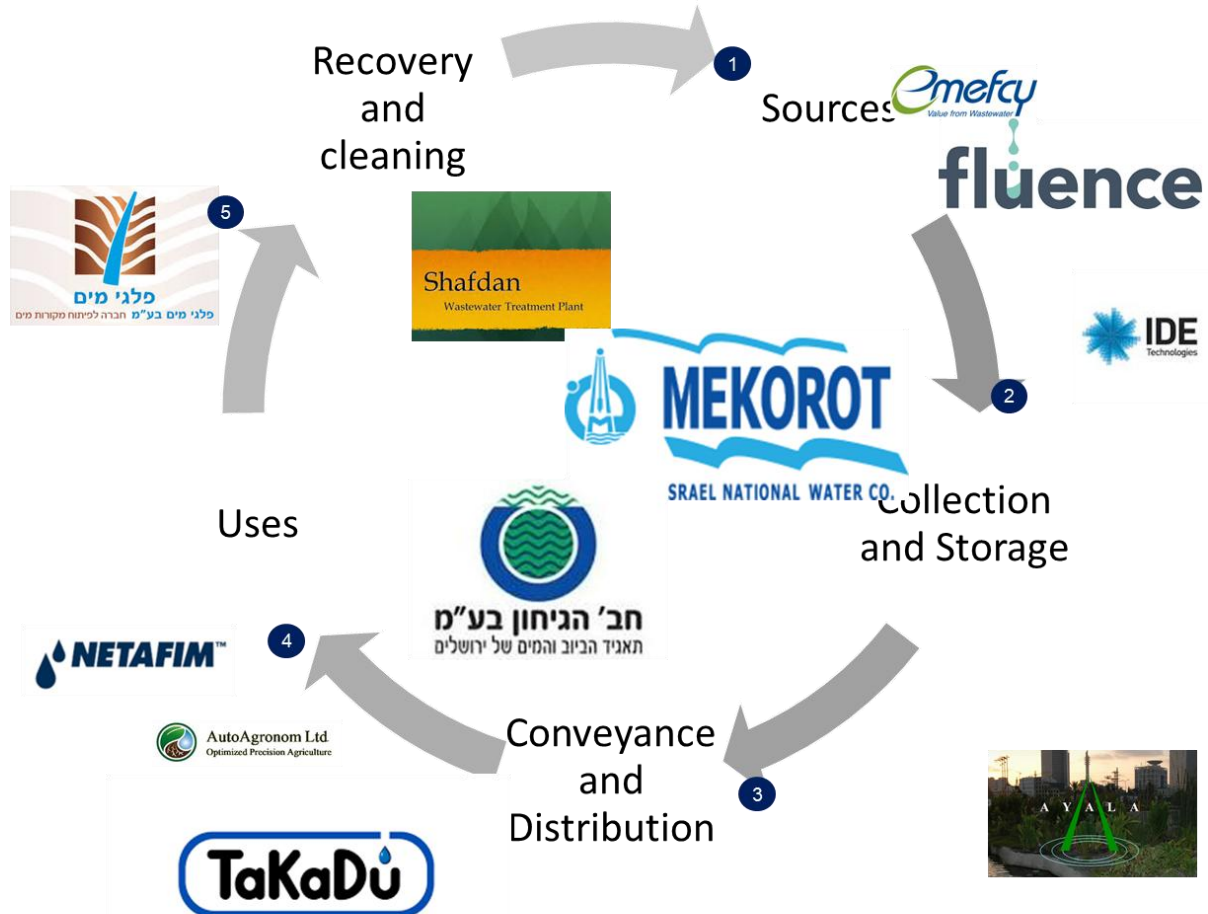 Recovery
and
cleaning
1
Sources
emefcy
Value from Wastewater
fluence
5
פלגי מים
פלגי מים בע"מ חברה לפיתוח מקורות מים
Shafdan
Wastewater Treatment Plant
IDE
Technologies
2
MEKOROT
SRAEL NATIONAL WATER CO.
Collection
and Storage
Uses
חב' הגיחון בע"מ
תאגיד הביוב והמים של ירושלים
4
NETAFIM™
AutoAgronom Ltd.
Optimized Precision Agriculture
Conveyance
and
Distribution
3
AYALA
TaKaDu